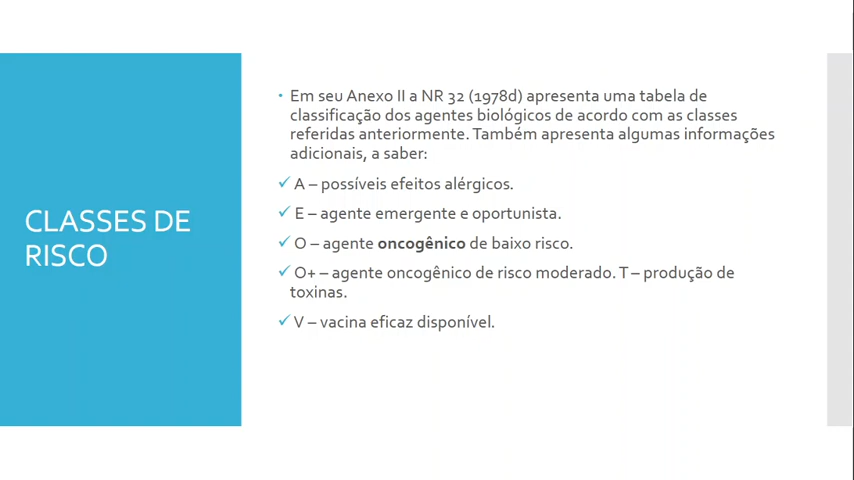 CLASSES DE
RISCO
• Em seu Anexo II a NR 32 (1978d) apresenta uma tabela de
classificação dos agentes biológicos de acordo com as classes
referidas anteriormente. Também apresenta algumas informações
adicionais, a saber:
✓ A – possíveis efeitos alérgicos.
✓ E – agente emergente e oportunista.
✓ O – agente oncogênico de baixo risco.
✓ O+ – agente oncogênico de risco moderado. T – produção de
toxinas.
✓ V – vacina eficaz disponível.